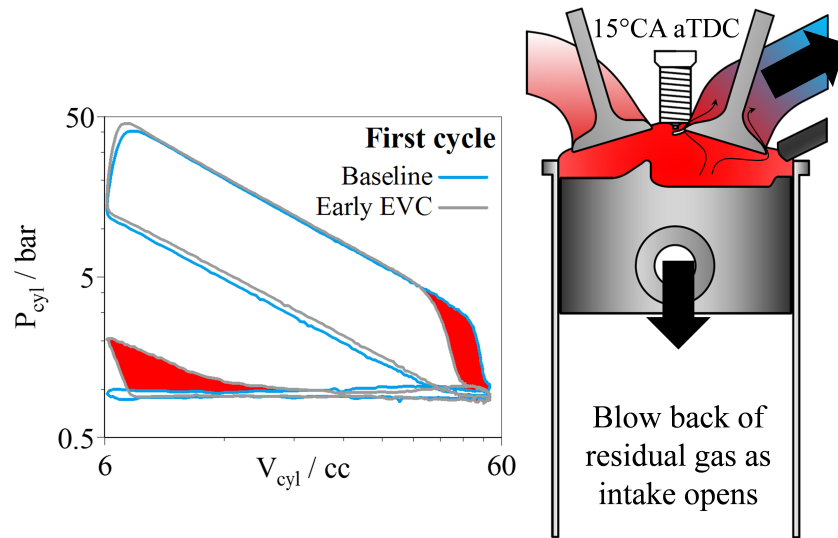 50
5
0.5
P_cyl / bar
6
V_cyl / cc
60
First cycle
Baseline
Early EVC
15°CA aTDC
Blow back of
residual gas as
intake opens